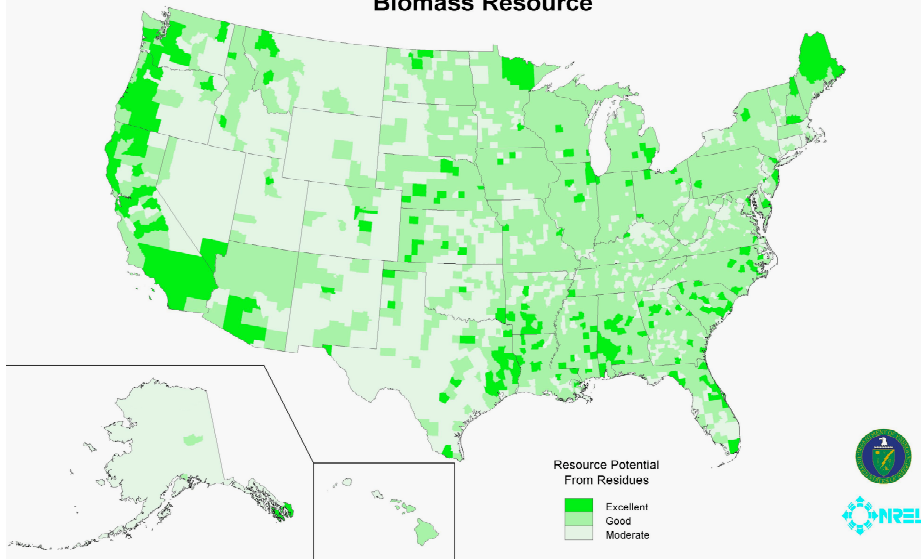 Biomass Resource
Resource Potential
From Residues
Excellent
Good
Moderate
NREL